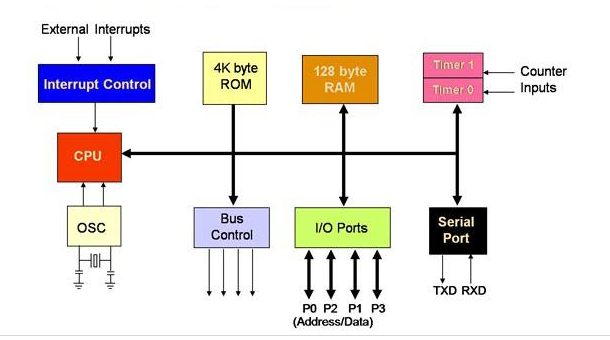 External Interrupts
Interrupt Control
4K byte
ROM
128 byte
RAM
Timer 1
Timer 0
Counter
Inputs
CPU
OSC
Bus
Control
I/O Ports
Serial
Port
P0 P2 P1 P3
(Address/Data)
TXD RXD